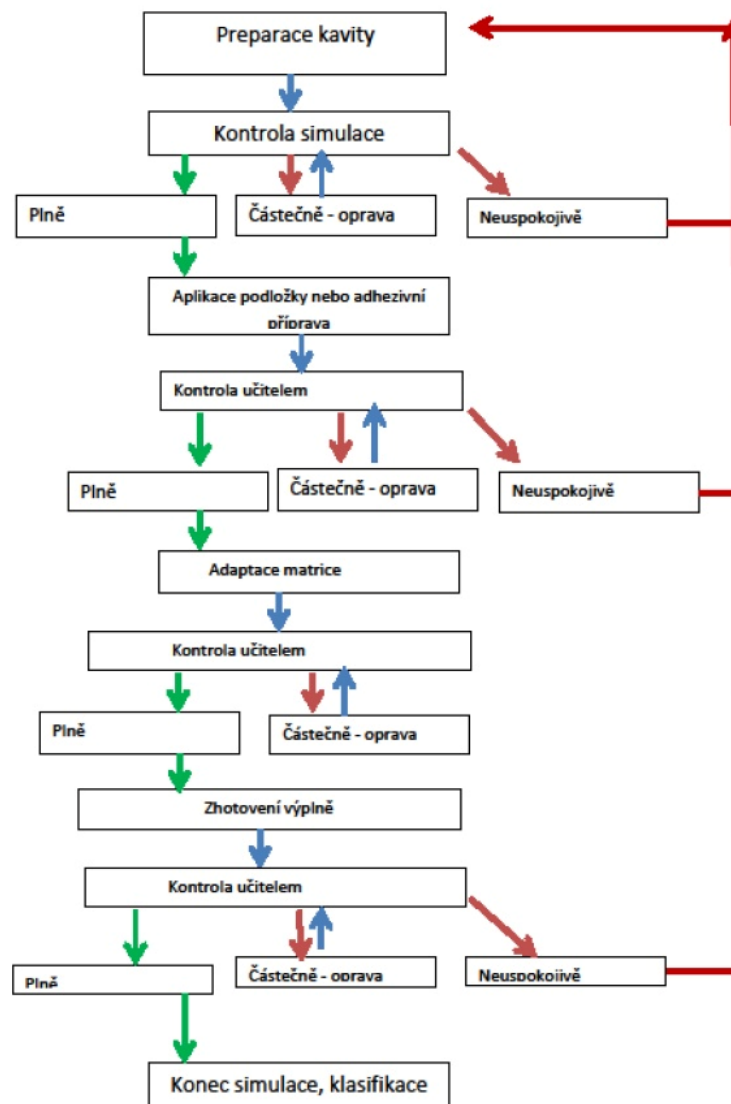 Preparace kavity
Kontrola simulace
Plně
Částečně - oprava
Neuspokojivě
Aplikace podložky nebo adhezivní
příprava
Kontrola učitelem
Plně
Částečně - oprava
Neuspokojivě
Adaptace matrice
Kontrola učitelem
Plně
Částečně - oprava
Zhotovení výplně
Kontrola učitelem
Plně
Částečně - oprava
Neuspokojivě
Konec simulace, klasifikace